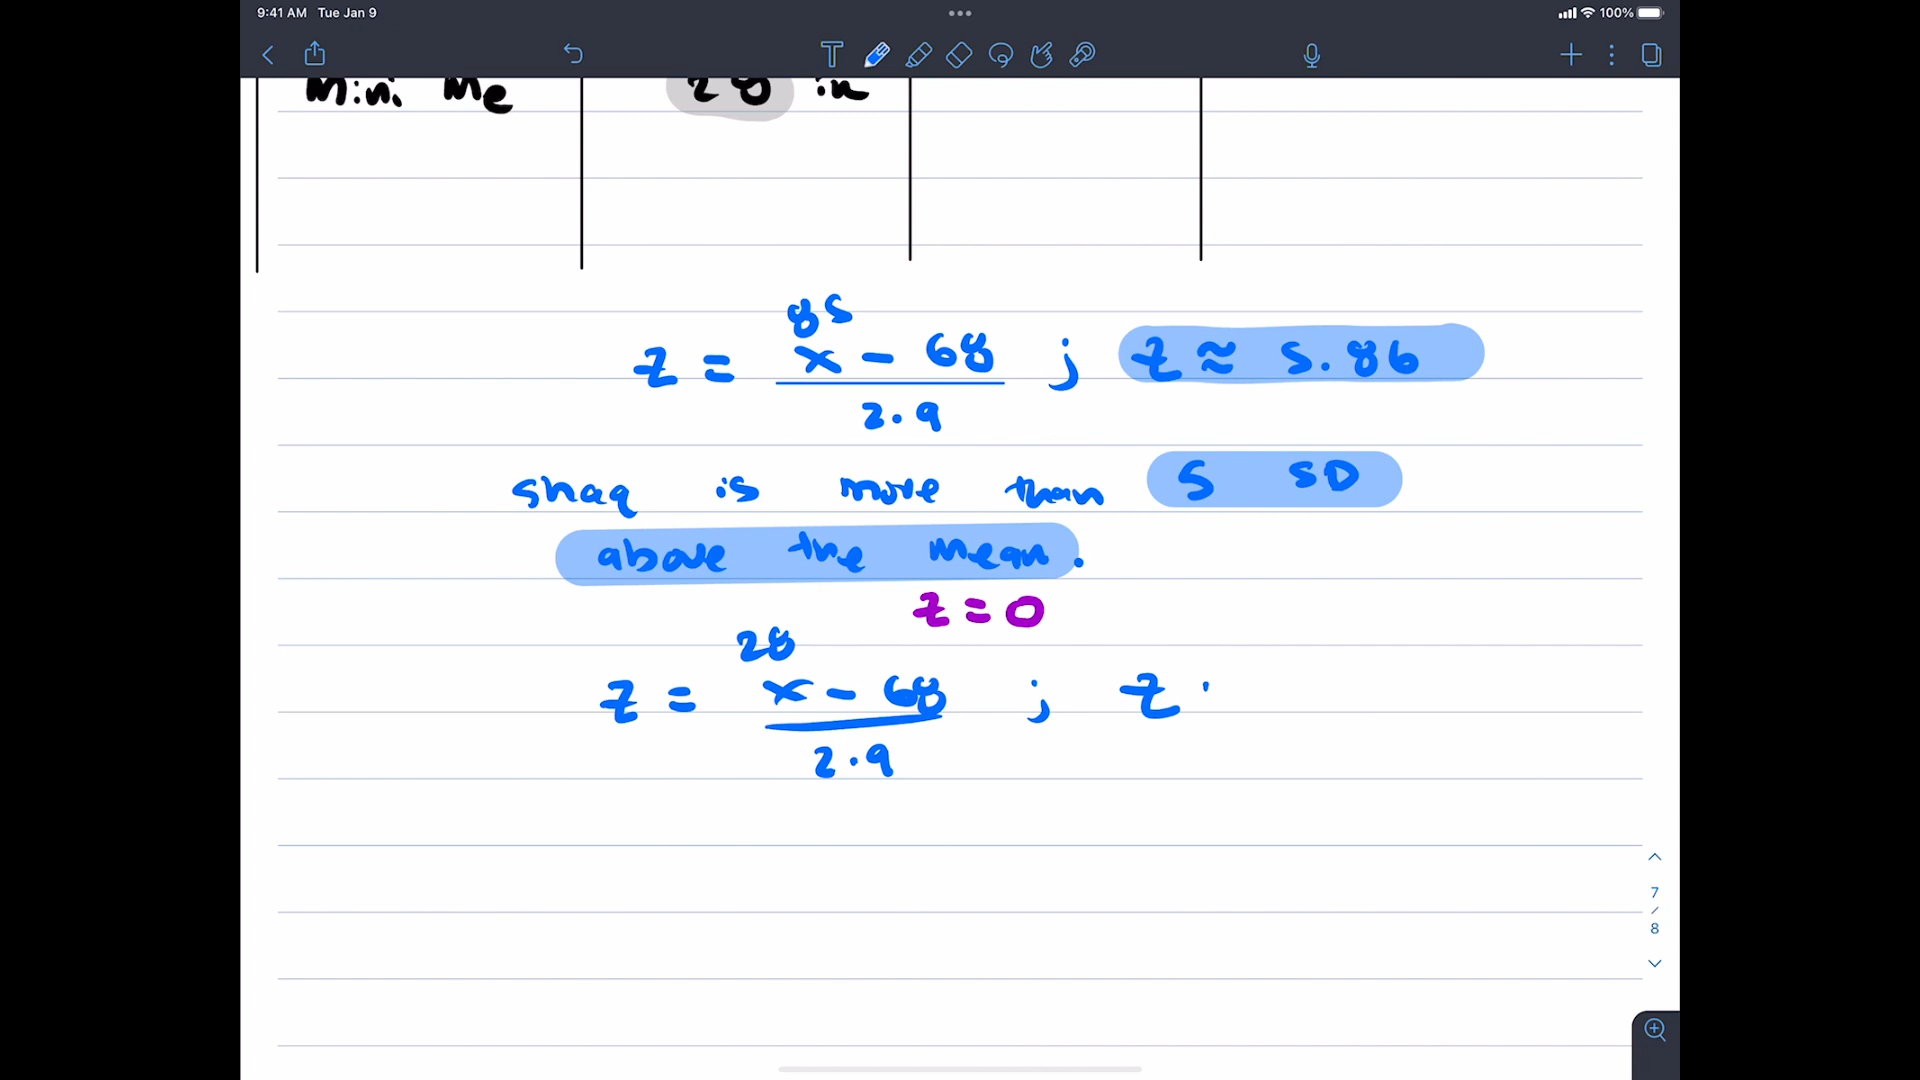 9:41 AM Tue Jan 9
100%
Mini Me 28 in
85
z = x - 68 ; z ≈ 5.86
2.9
Shaq is more than 5 SD
above the mean.
z = 0
28
z = x - 68 ; z
2.9
7
/
8